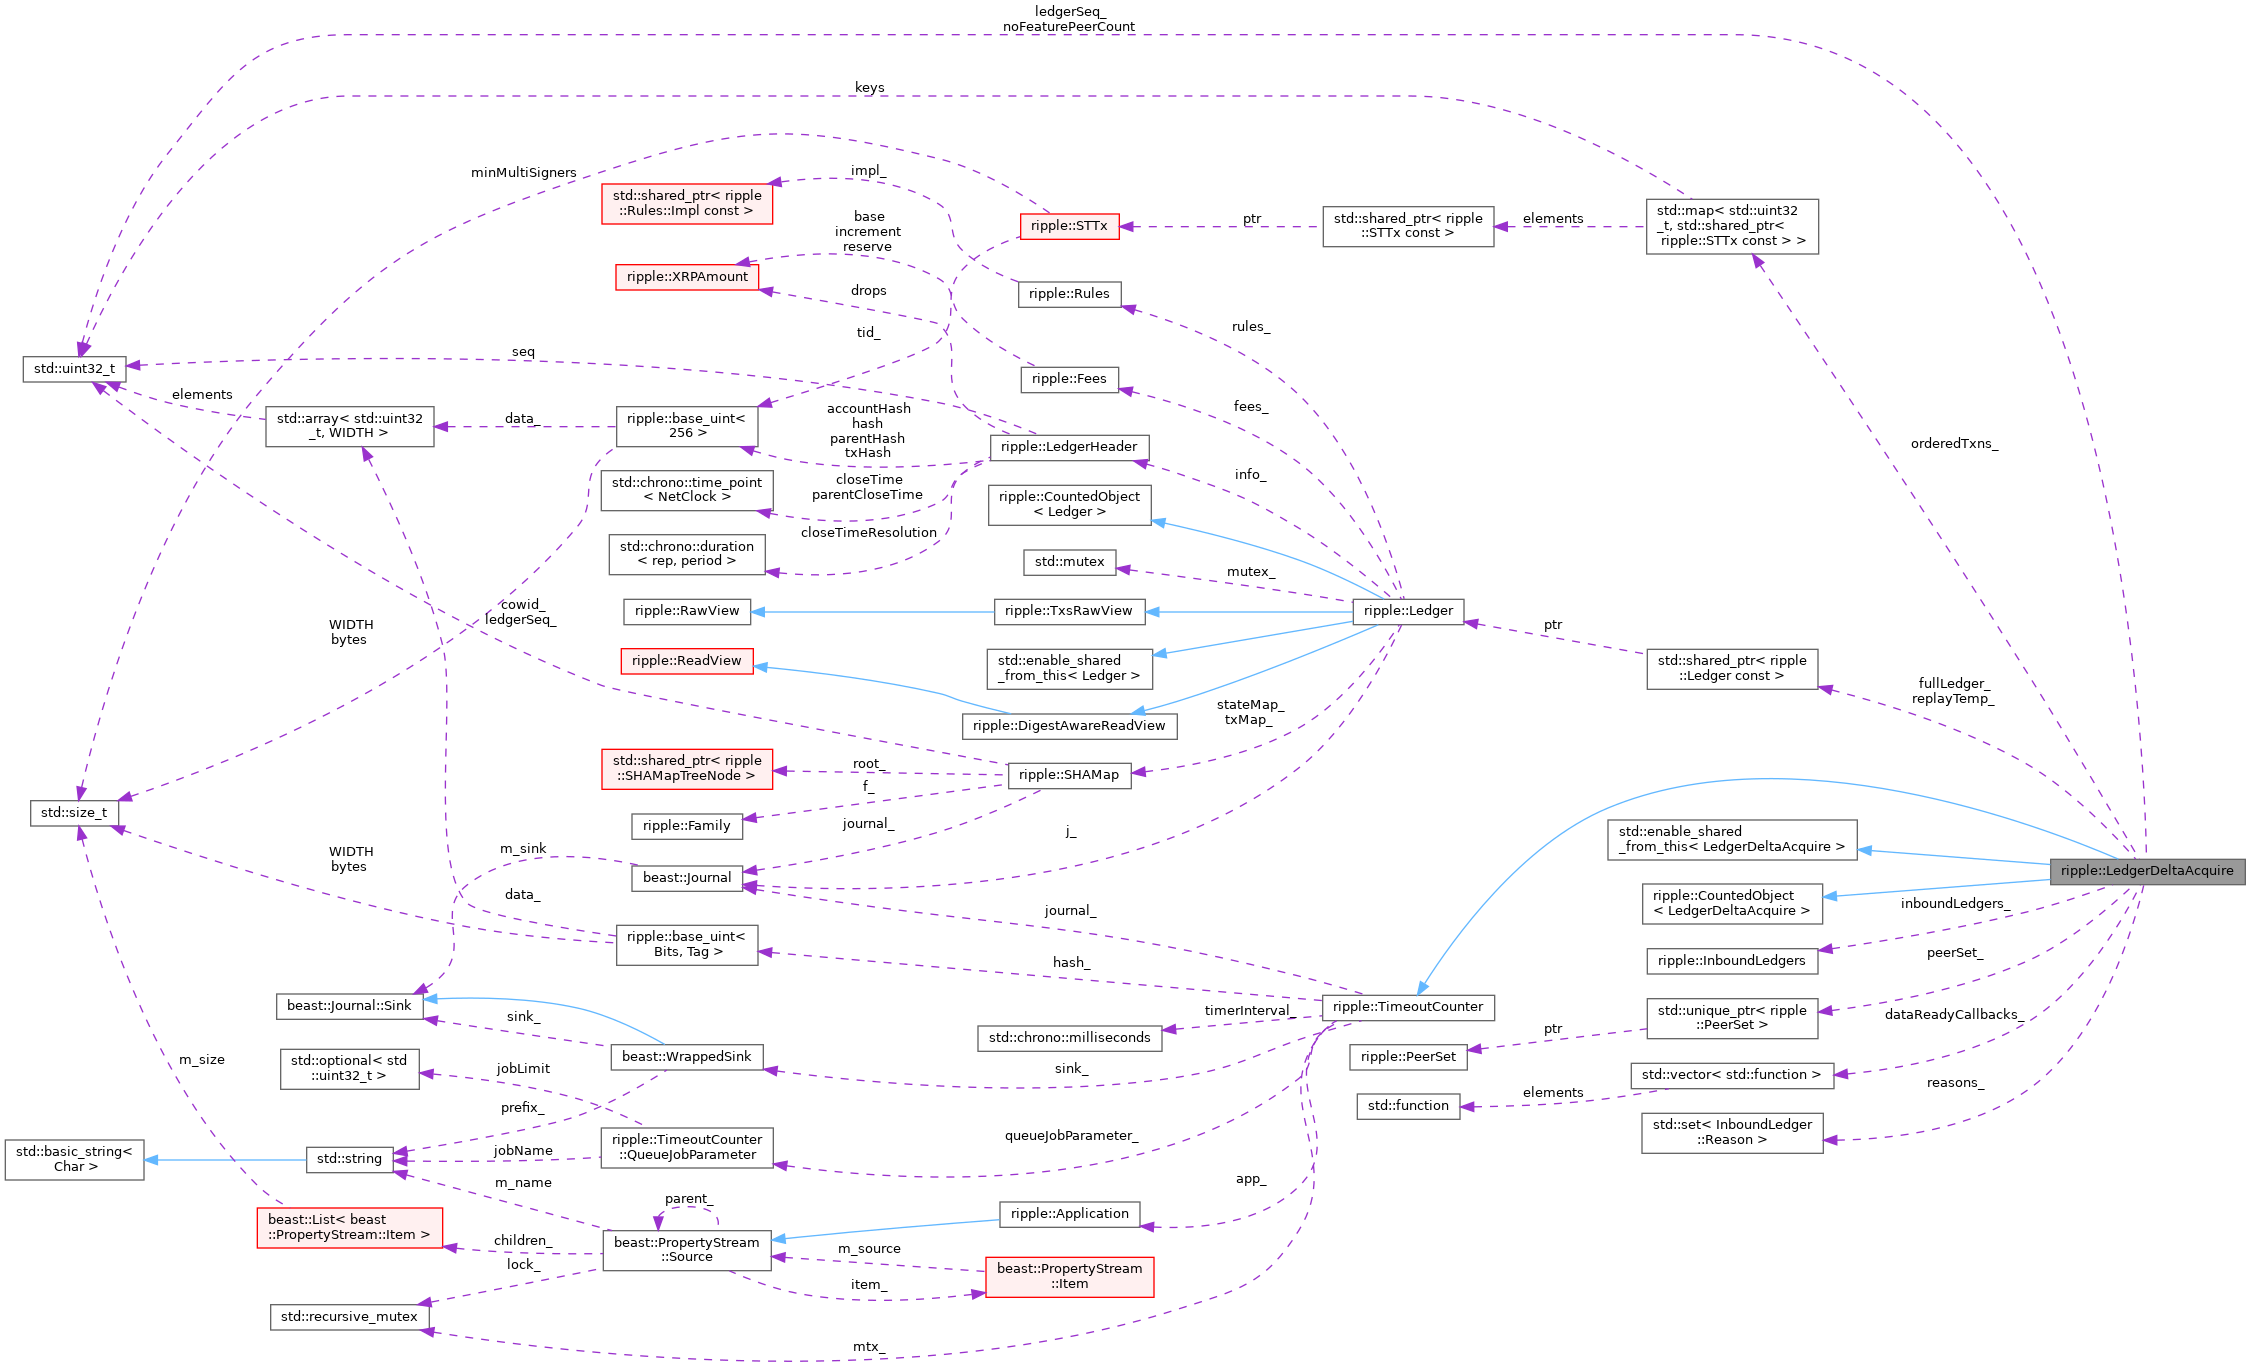 ledgerSeq_
noFeaturePeerCount
keys
minMultiSigners
impl_
std::shared_ptr< ripple
::Rules::Impl const >
base
increment
reserve
ripple::STTx
ptr
std::shared_ptr< ripple
::STTx const >
elements
std::map< std::uint32
_t, std::shared_ptr<
ripple::STTx const > >
ripple::XRPAmount
drops
ripple::Rules
rules_
tid_
seq
std::uint32_t
ripple::Fees
fees_
elements
std::array< std::uint32
_t, WIDTH >
data_
ripple::base_uint<
256 >
accountHash
hash
parentHash
txHash
ripple::LedgerHeader
orderedTxns_
info_
std::chrono::time_point
< NetClock >
closeTime
parentCloseTime
ripple::CountedObject
< Ledger >
closeTimeResolution
std::chrono::duration
< rep, period >
std::mutex
mutex_
cowid_
ledgerSeq_
WIDTH
bytes
ripple::RawView
ripple::TxsRawView
ripple::Ledger
ptr
ripple::ReadView
std::enable_shared
_from_this< Ledger >
std::shared_ptr< ripple
::Ledger const >
fullLedger_
replayTemp_
ripple::DigestAwareReadView
stateMap_
txMap_
std::shared_ptr< ripple
::SHAMapTreeNode >
root_
f_
ripple::SHAMap
std::size_t
ripple::Family
journal_
j_
std::enable_shared
_from_this< LedgerDeltaAcquire >
WIDTH
bytes
m_sink
beast::Journal
ripple::LedgerDeltaAcquire
data_
journal_
ripple::CountedObject
< LedgerDeltaAcquire >
inboundLedgers_
ripple::base_uint<
Bits, Tag >
hash_
ripple::InboundLedgers
peerSet_
beast::Journal::Sink
sink_
timerInterval_
ripple::TimeoutCounter
std::unique_ptr< ripple
::PeerSet >
dataReadyCallbacks_
std::chrono::milliseconds
ptr
m_size
std::optional< std
::uint32_t >
jobLimit
beast::WrappedSink
sink_
ripple::PeerSet
std::vector< std::function >
reasons_
prefix_
std::function
elements
std::set< InboundLedger
::Reason >
std::basic_string<
Char >
std::string
jobName
ripple::TimeoutCounter
::QueueJobParameter
queueJobParameter_
m_name
parent_
app_
beast::List< beast
::PropertyStream::Item >
children_
beast::PropertyStream
::Source
ripple::Application
lock_
m_source
item_
beast::PropertyStream
::Item
std::recursive_mutex
mtx_